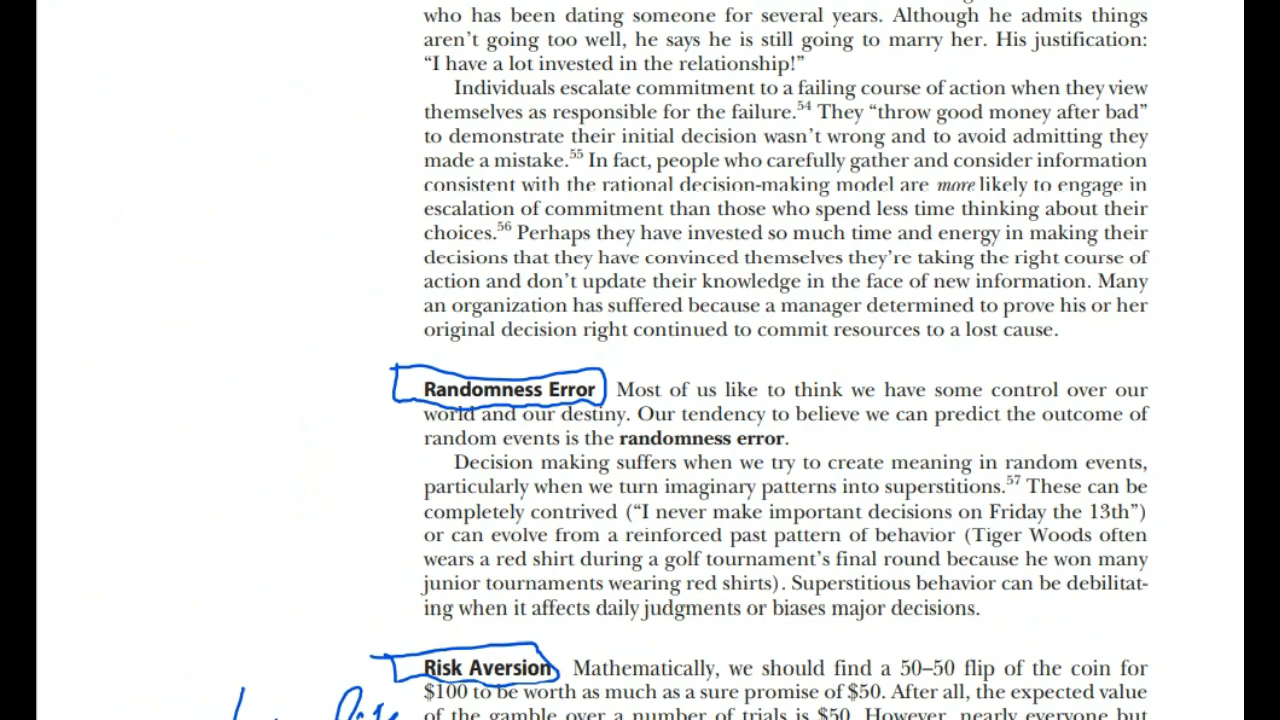 who has been dating someone for several years. Although he admits things
aren't going too well, he says he is still going to marry her. His justification:
“I have a lot invested in the relationship!”
Individuals escalate commitment to a failing course of action when they view
themselves as responsible for the failure.54 They “throw good money after bad”
to demonstrate their initial decision wasn't wrong and to avoid admitting they
made a mistake.55 In fact, people who carefully gather and consider information
consistent with the rational decision-making model are more likely to engage in
escalation of commitment than those who spend less time thinking about their
choices.56 Perhaps they have invested so much time and energy in making their
decisions that they have convinced themselves they're taking the right course of
action and don't update their knowledge in the face of new information. Many
an organization has suffered because a manager determined to prove his or her
original decision right continued to commit resources to a lost cause.
Randomness Error Most of us like to think we have some control over our
world and our destiny. Our tendency to believe we can predict the outcome of
random events is the randomness error.
Decision making suffers when we try to create meaning in random events,
particularly when we turn imaginary patterns into superstitions.57 These can be
completely contrived (“I never make important decisions on Friday the 13th”)
or can evolve from a reinforced past pattern of behavior (Tiger Woods often
wears a red shirt during a golf tournament's final round because he won many
junior tournaments wearing red shirts). Superstitious behavior can be debilitat-
ing when it affects daily judgments or biases major decisions.
Risk Aversion Mathematically, we should find a 50–50 flip of the coin for
$100 to be worth as much as a sure promise of $50. After all, the expected value
of the gamble over a number of trials is $50. However, nearly everyone but